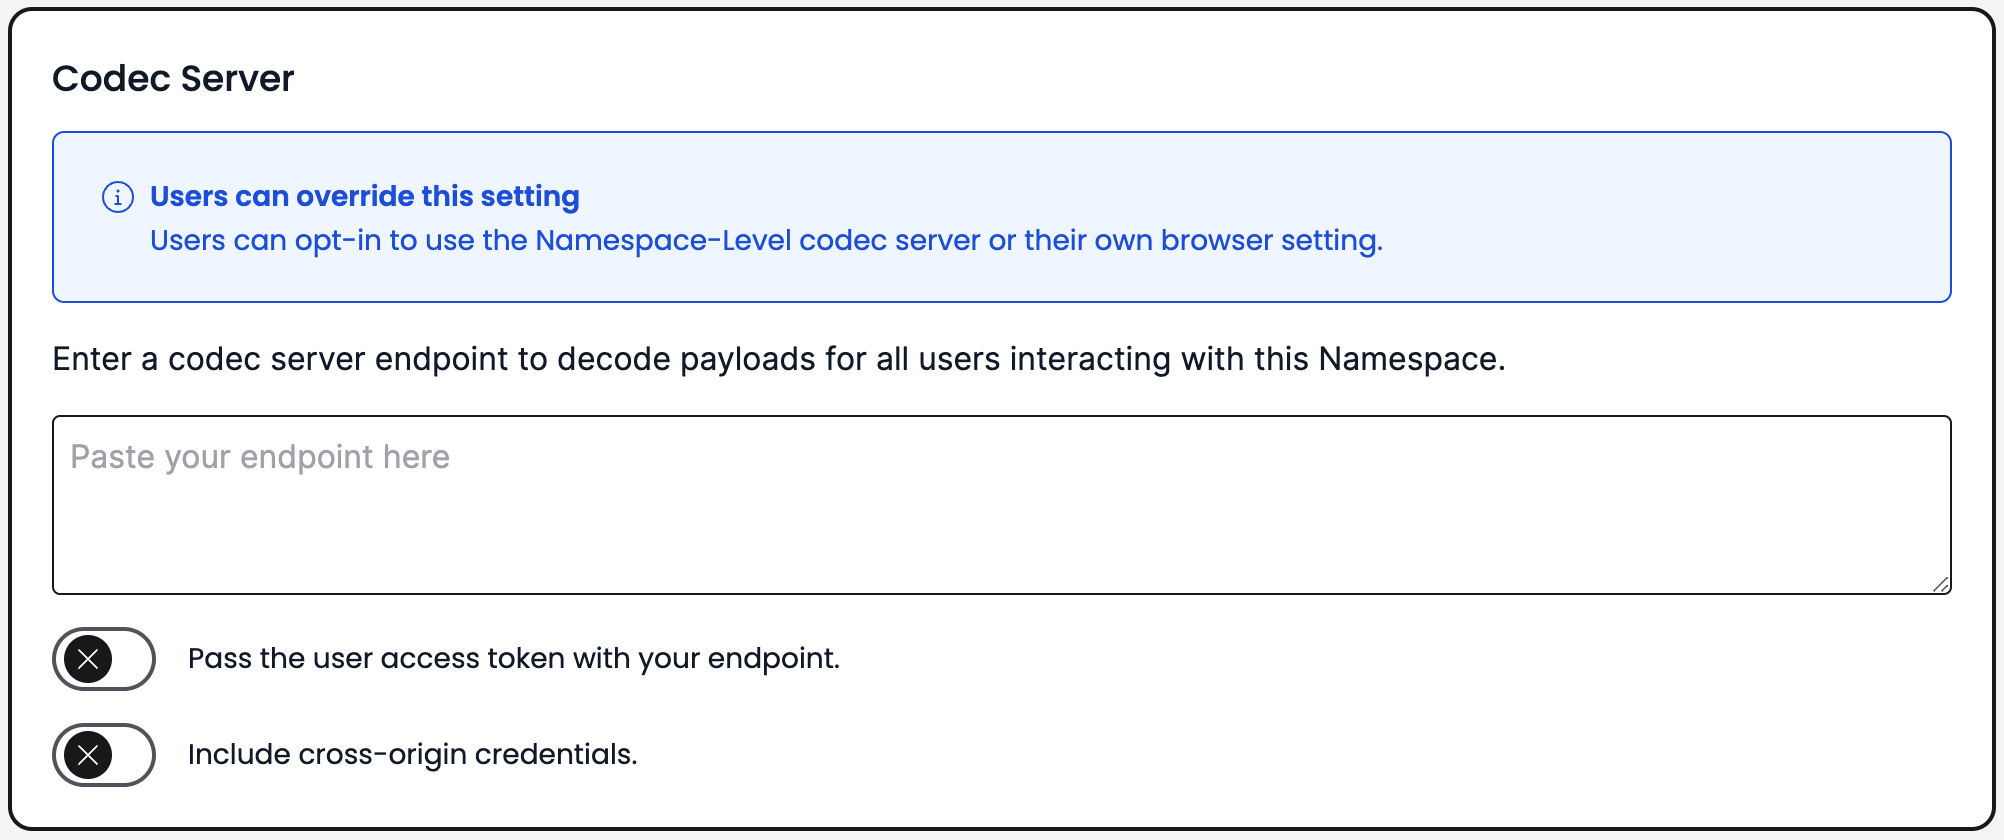 Codec Server
Users can override this setting
Users can opt-in to use the Namespace-Level codec server or their own browser setting.
Enter a codec server endpoint to decode payloads for all users interacting with this Namespace.
Paste your endpoint here
Pass the user access token with your endpoint.
Include cross-origin credentials.